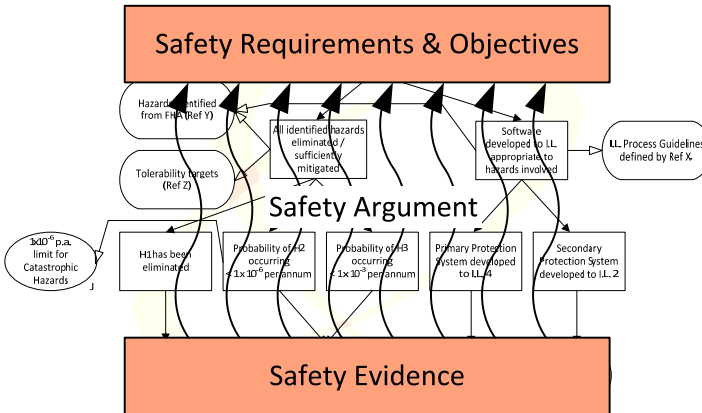 Safety Requirements & Objectives
Hazards identified
from FHA (Ref Y)
All identified hazards
eliminated /
sufficiently
mitigated
Software
developed to I.L.
appropriate to
hazards involved
I.L. Process Guidelines
defined by Ref X.
Tolerability targets
(Ref Z)
Safety Argument
1x10⁻⁶ p.a.
limit for
Catastrophic
Hazards
J
H1 has been
eliminated
Probability of H2
occurring
< 1 x 10⁻⁶ per annum
Probability of H3
occurring
< 1 x 10⁻³ per annum
Primary Protection
System developed
to I.L. 4
Secondary
Protection System
developed to I.L. 2
Safety Evidence